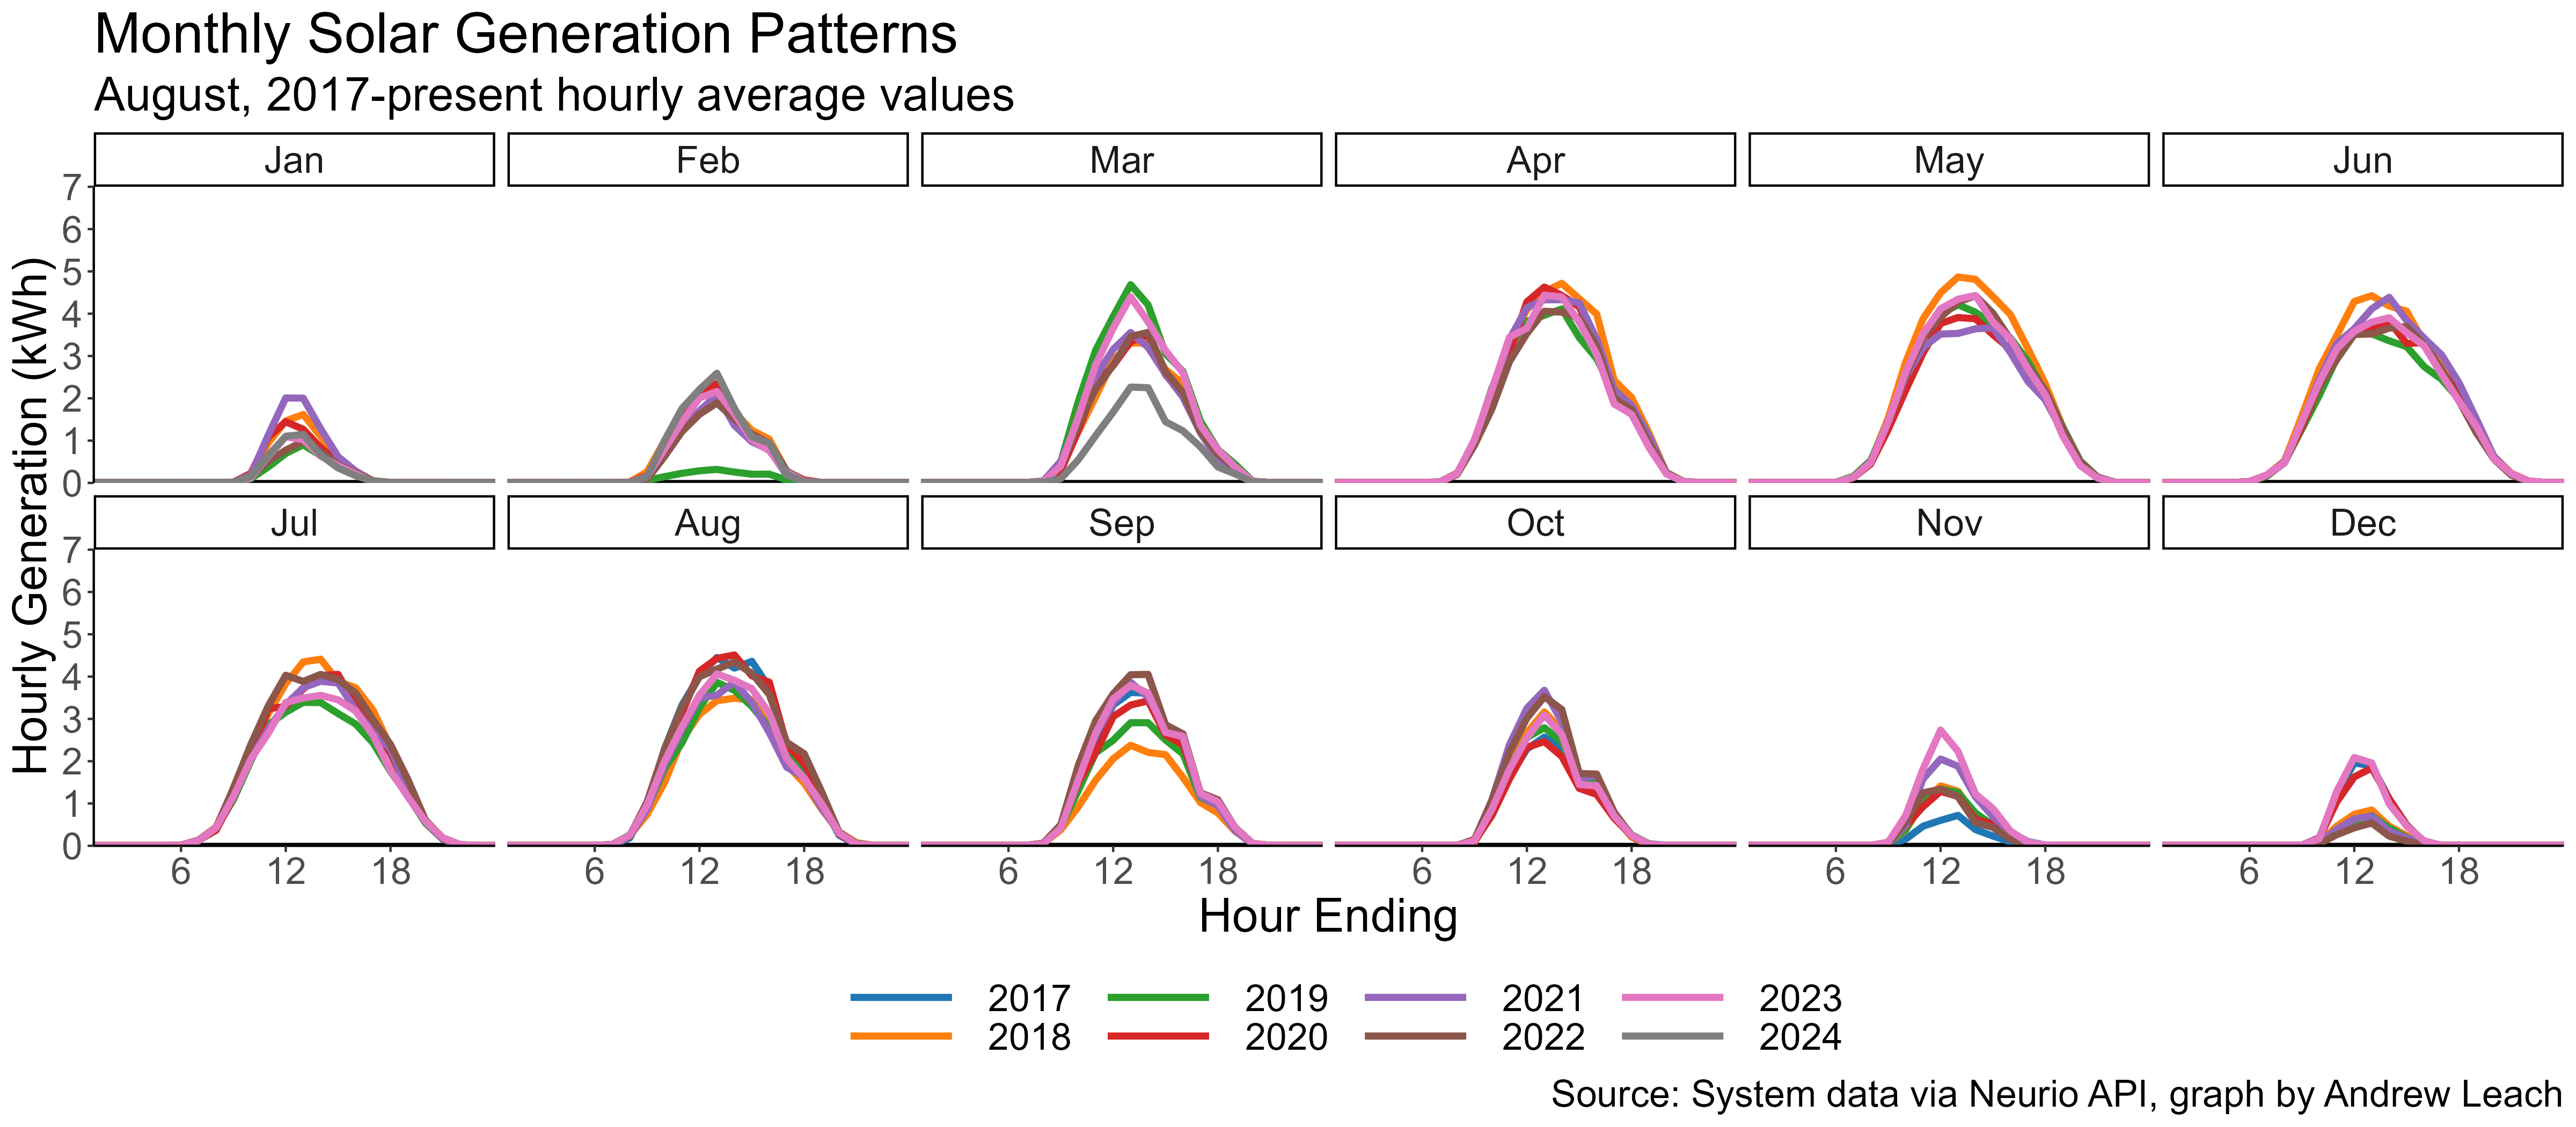 Monthly Solar Generation Patterns
August, 2017-present hourly average values
Jan Feb Mar Apr May Jun
7
6
5
4
3
2
1
0
Jul Aug Sep Oct Nov Dec
7
6
5
4
3
2
1
0
Hourly Generation (kWh)
6 12 18 6 12 18 6 12 18 6 12 18 6 12 18 6 12 18
Hour Ending
2017 2019 2021 2023
2018 2020 2022 2024
Source: System data via Neurio API, graph by Andrew Leach